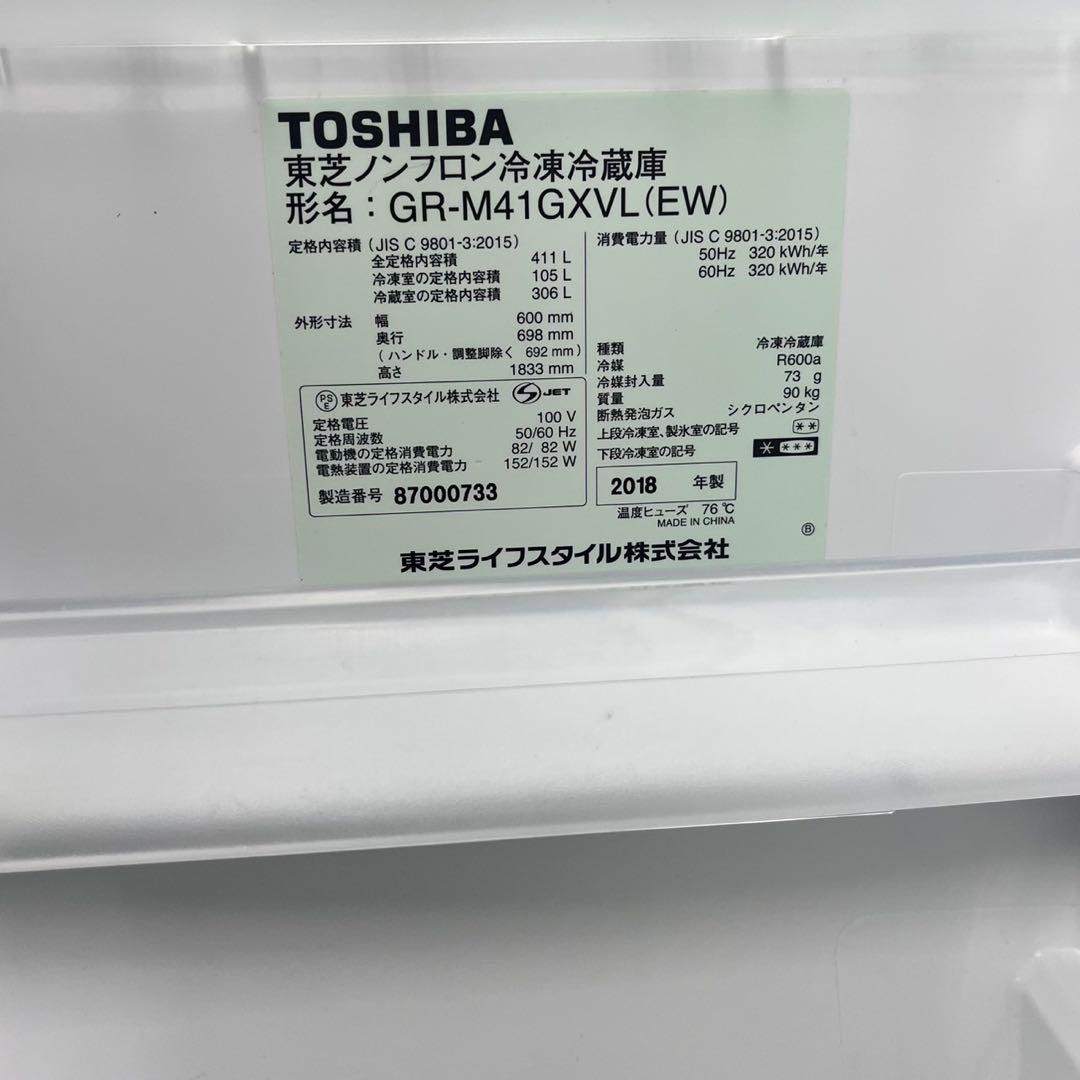 TOSHIBA
東芝ノンフロン冷凍冷蔵庫
形名：GR-M41GXVL(EW)
定格内容積（JIS C 9801-3:2015）
全定格内容積 411 L
冷凍室の定格内容積 105 L
冷蔵室の定格内容積 306 L
外形寸法 幅 600 mm
奥行 698 mm
（ハンドル・調整脚除く 692 mm）
高さ 1833 mm
PSE 東芝ライフスタイル株式会社 S JET
定格電圧 100 V
定格周波数 50/60 Hz
電動機の定格消費電力 82/ 82 W
電熱装置の定格消費電力 152/152 W
製造番号 87000733
消費電力量（JIS C 9801-3:2015）
50Hz 320 kWh/年
60Hz 320 kWh/年
種類 冷凍冷蔵庫
冷媒 R600a
冷媒封入量 73 g
質量 90 kg
断熱発泡ガス シクロペンタン
上段冷凍室、製氷室の記号 **
下段冷凍室の記号 * ***
2018 年製
温度ヒューズ 76 ℃
MADE IN CHINA
Ⓑ
東芝ライフスタイル株式会社